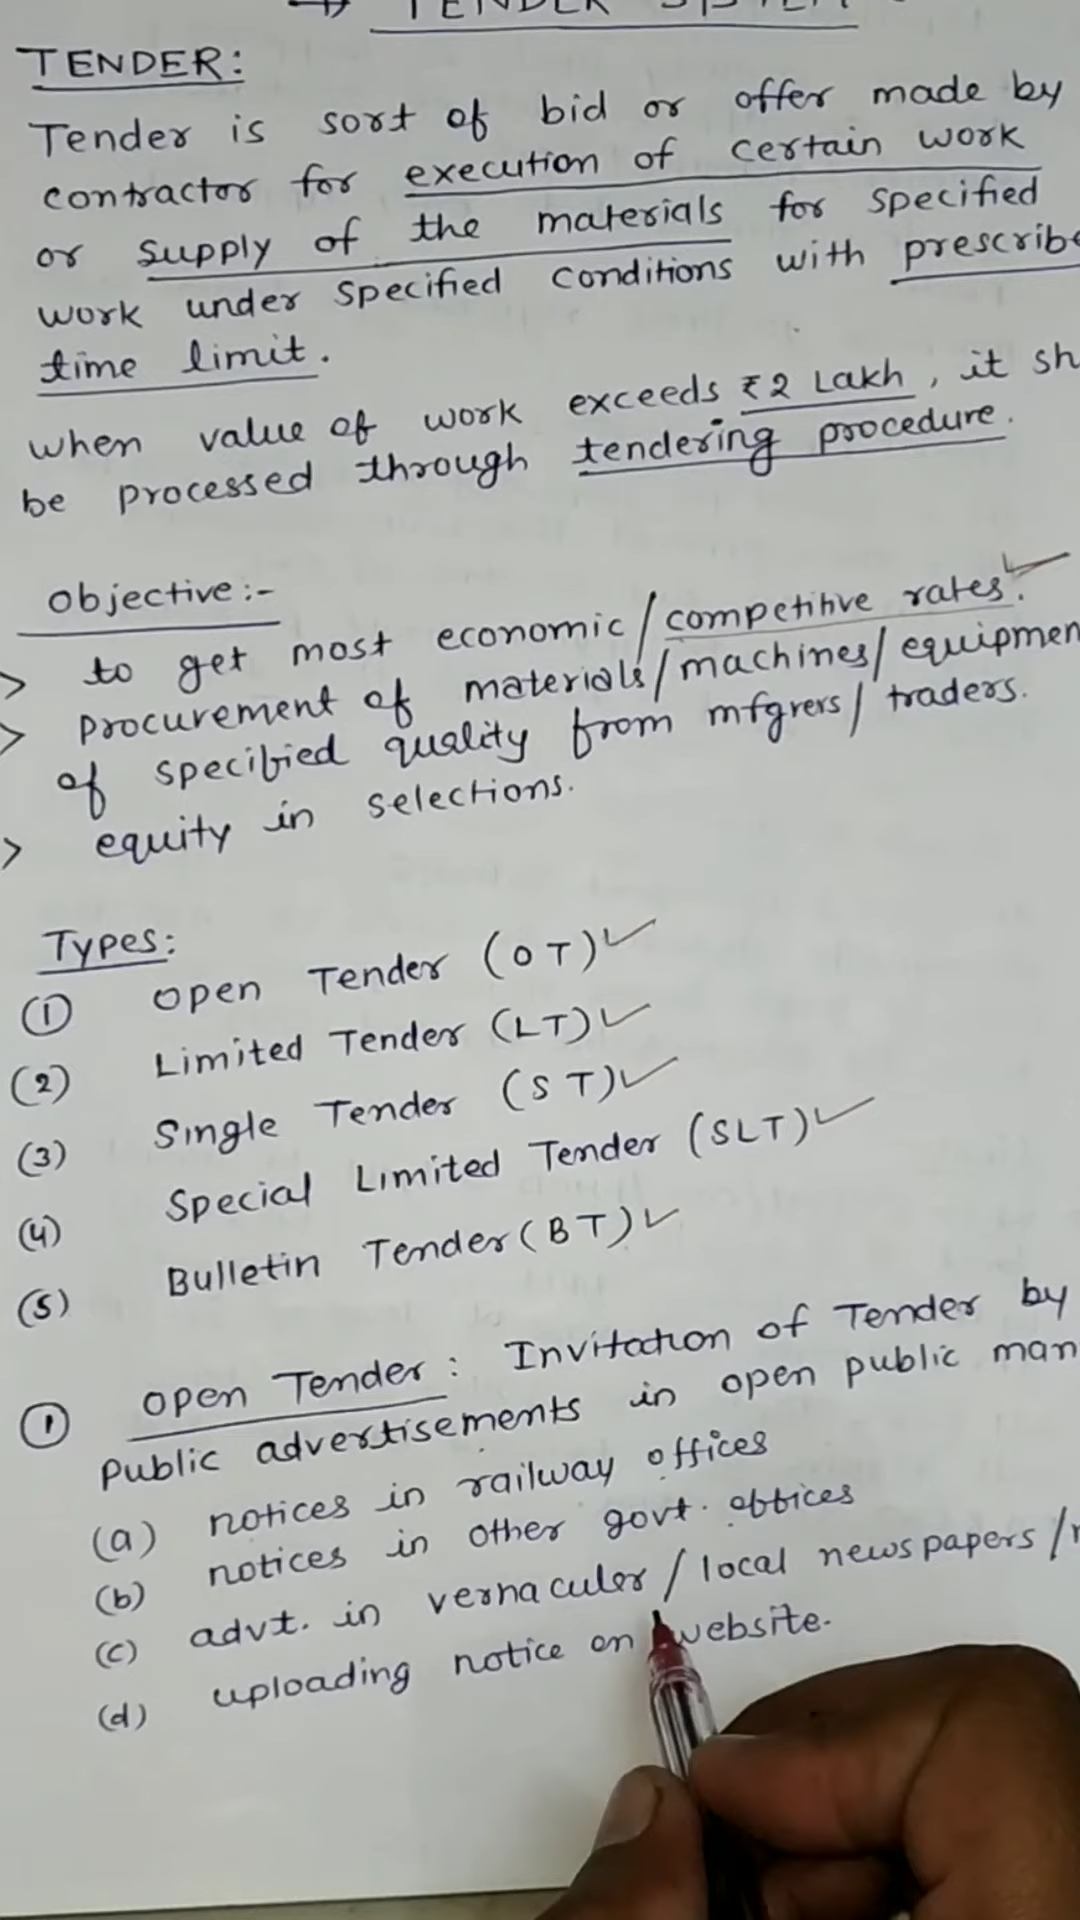 → TENDER SYSTEM
TENDER:
Tender is sort of bid or offer made by
contractor for execution of certain work
or supply of the materials for specified
work under specified conditions with prescribe
time limit.
when value of work exceeds ₹2 Lakh, it sh
be processed through tendering procedure.
Objective:-
> to get most economic/competitive rates.
> procurement of materials/machines/equipmen
of specified quality from mfgrers/traders.
> equity in selections.
Types:
(1) Open Tender (OT)
(2) Limited Tender (LT)
(3) Single Tender (ST)
(4) Special Limited Tender (SLT)
(5) Bulletin Tender (BT)
(1) Open Tender: Invitation of Tender by
public advertisements in open public man
(a) notices in railway offices
(b) notices in other govt. offices
(c) advt. in vernaculer/local newspapers/
(d) uploading notice on website.